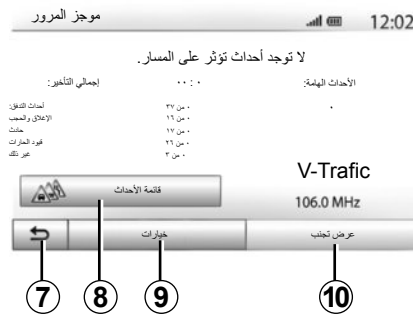 موجز المرور
12:02
لا توجد أحداث تؤثر على المسار.
الأحداث الهامة:
٠
إجمالي التأخير:
٠ : ٠٠
أحداث التدفق:
٠ من ٣٧
الإغلاق والحجب
٠ من ١٦
حادث
٠ من ١٧
قيود الحارات
٠ من ٢٦
غير ذلك
٠ من ٣
V-Trafic
106.0 MHz
قائمة الأحداث
عرض تجنب
خيارات
7
8
9
10